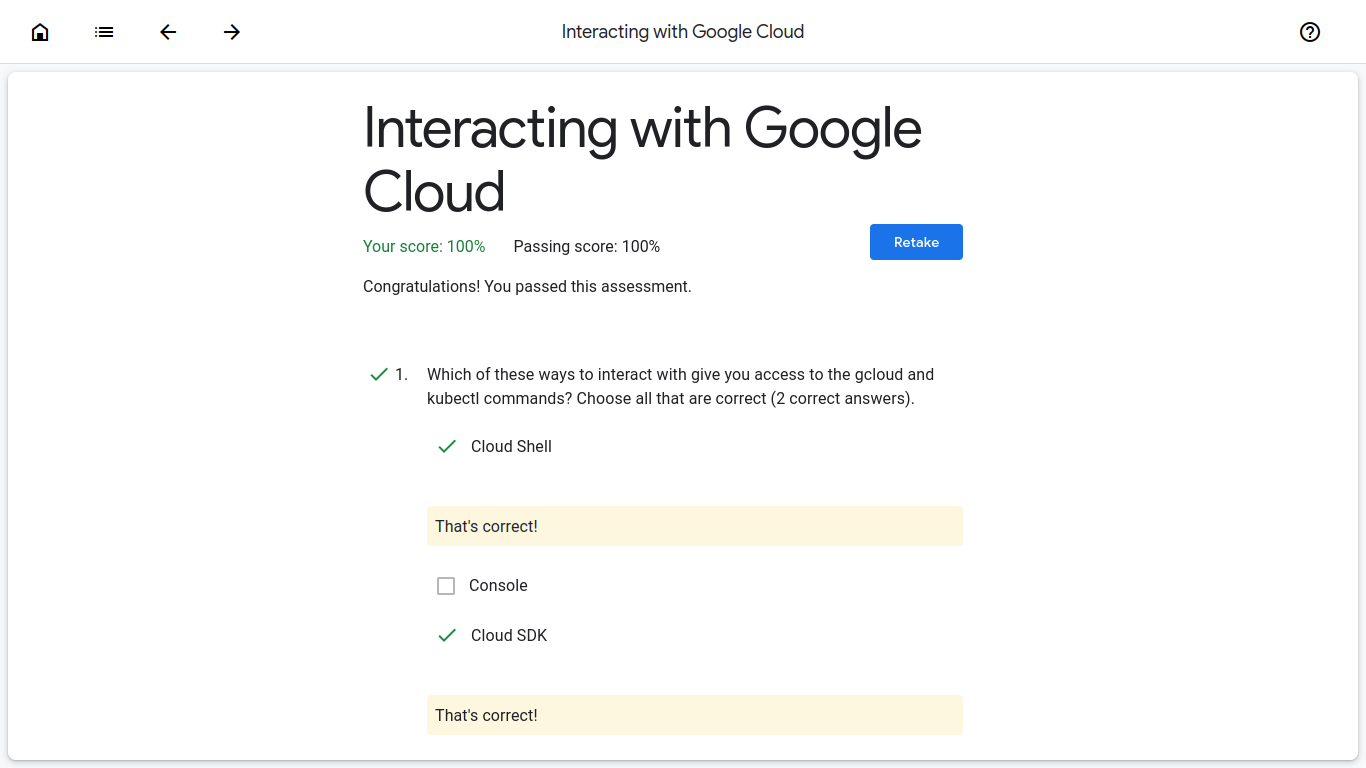 Interacting with Google Cloud
Interacting with Google
Cloud
Your score: 100% Passing score: 100%
Retake
Congratulations! You passed this assessment.
1. Which of these ways to interact with give you access to the gcloud and
kubectl commands? Choose all that are correct (2 correct answers).
Cloud Shell
That's correct!
Console
Cloud SDK
That's correct!